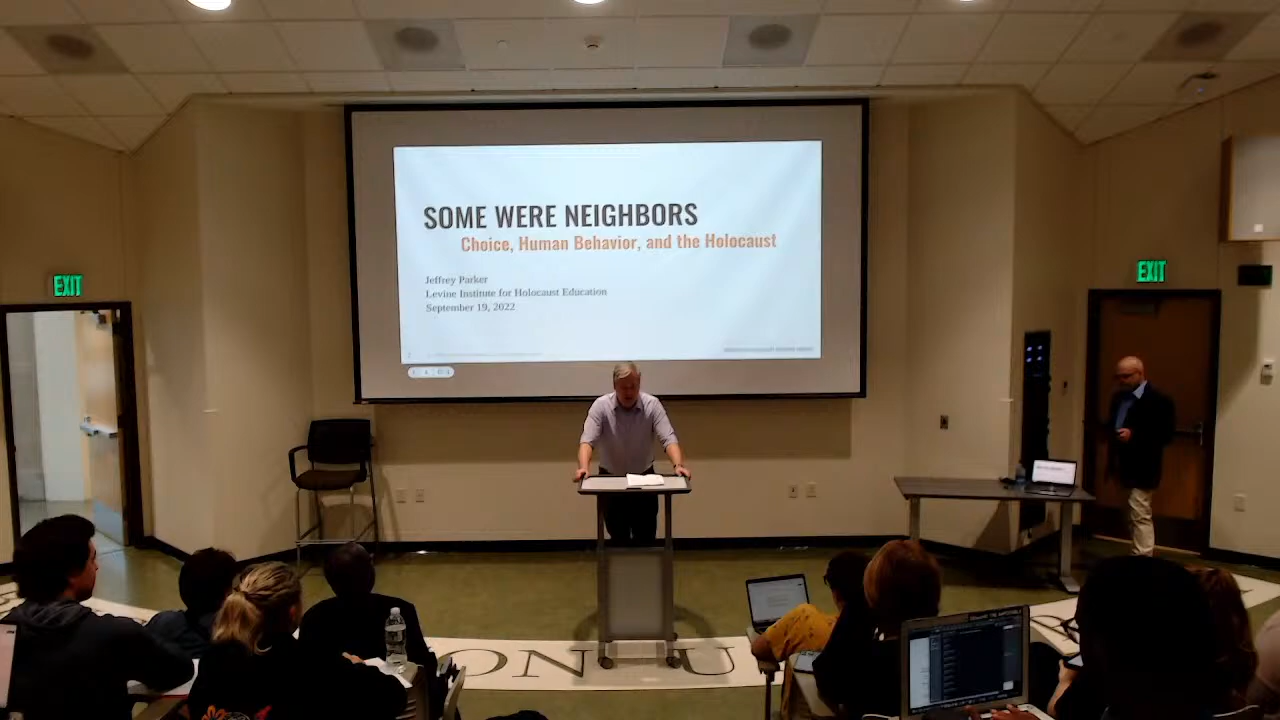 SOME WERE NEIGHBORS
Choice, Human Behavior, and the Holocaust
Jeffrey Parker
Levine Institute for Holocaust Education
September 19, 2022
EXIT
EXIT
ON
U